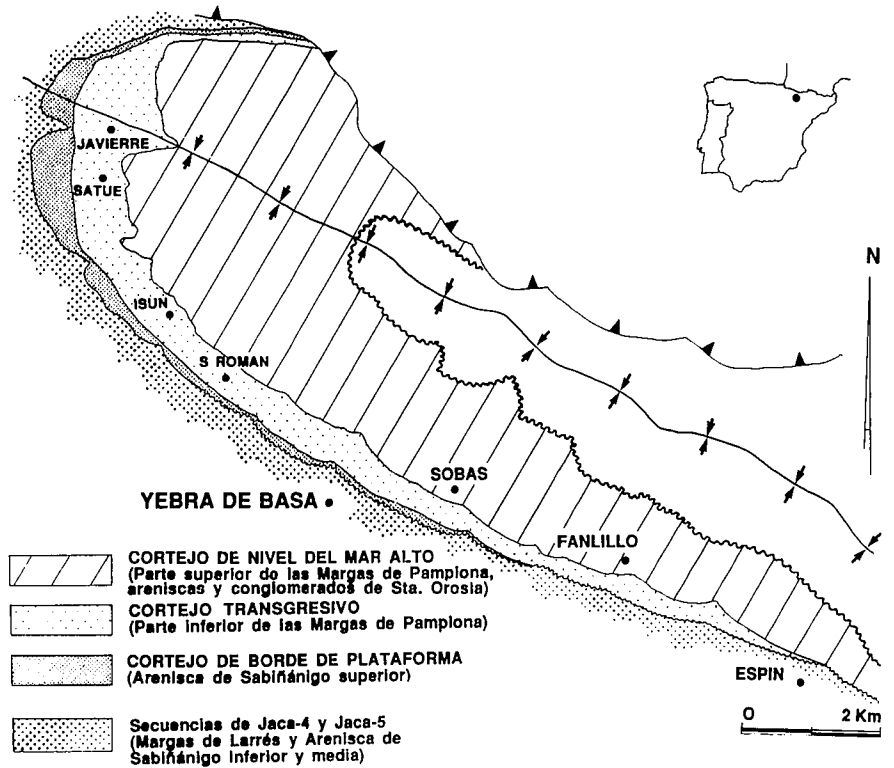 N
JAVIERRE
SATUE
ISUN
S ROMAN
SOBAS
YEBRA DE BASA
FANLILLO
ESPIN
CORTEJO DE NIVEL DEL MAR ALTO
(Parte superior do las Margas de Pamplona,
areniscas y conglomerados de Sta. Orosia)
CORTEJO TRANSGRESIVO
(Parte inferior de las Margas de Pamplona)
CORTEJO DE BORDE DE PLATAFORMA
(Arenisca de Sabiñánigo superior)
Secuencias de Jaca-4 y Jaca-5
(Margas de Larrés y Arenisca de
Sabiñánigo inferior y media)
O 2 Km